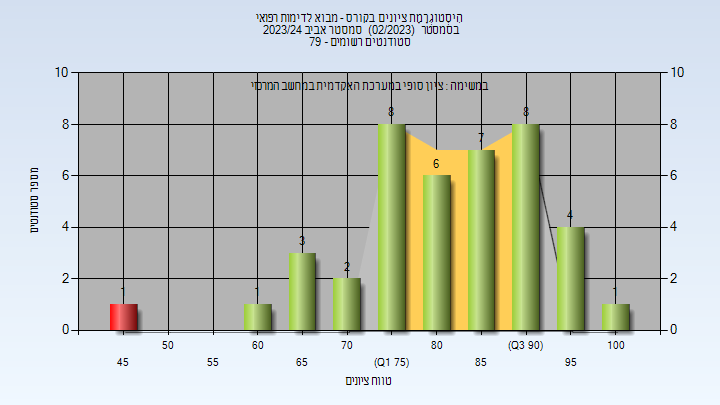 היסטוגרמת ציונים בקורס - מבוא לדימות רפואי
בסמסטר (02/2023) סמסטר אביב 2023/24
סטודנטים רשומים - 79
במשימה : ציון סופי במערכת האקדמית במחשב המרכזי
מספר סטודנטים
10 10
8 8
6 6
4 4
2 2
0 0
1 1 3 2 8 6 7 8 4 1
50 60 70 80 (Q3 90) 100
45 55 65 (Q1 75) 85 95
טווח ציונים